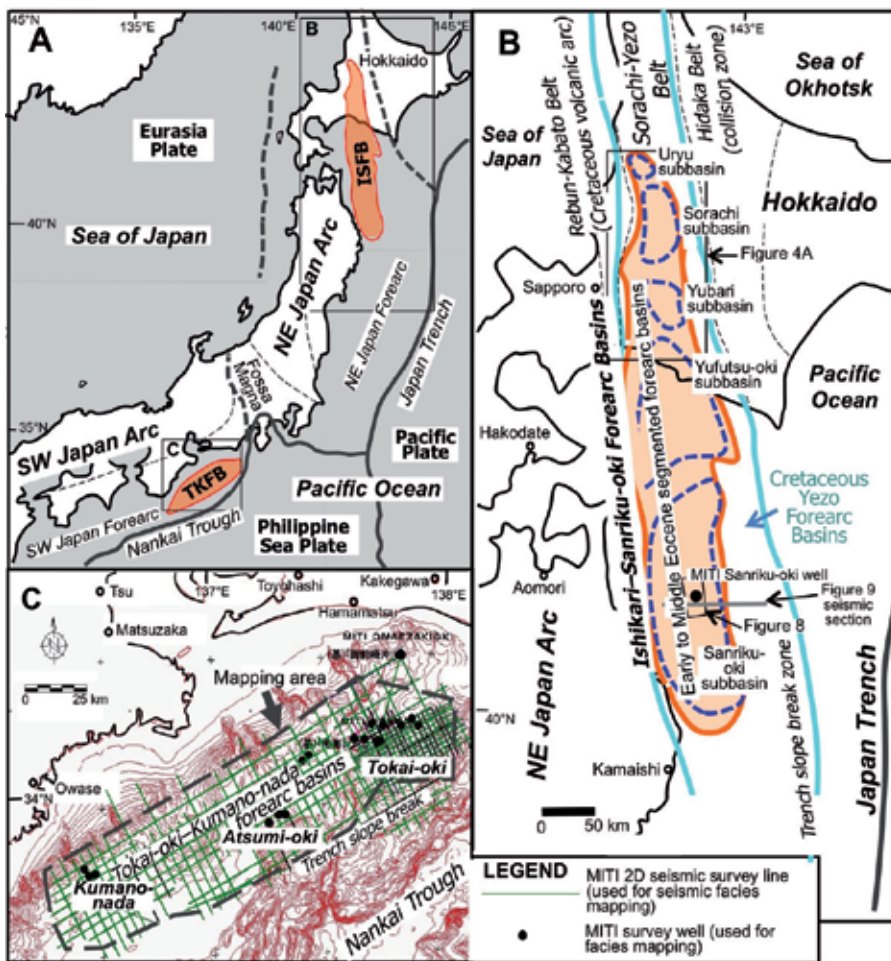 45°N
135°E
140°E
145°E
A
B
Hokkaido
Eurasia
Plate
ISFB
40°N
Sea of Japan
NE Japan Arc
NE Japan Forearc
Japan Trench
Fossa
Magna
35°N
SW Japan Arc
C
TKFB
Pacific
Plate
Pacific Ocean
SW Japan Forearc
Nankai Trough
Philippine
Sea Plate
B
143°E
Sea of
Okhotsk
Sea of
Japan
Rebun-Kabato Belt
(Cretaceous volcanic arc)
Sorachi-Yezo
Belt
Hidaka Belt
(collision zone)
Uryu
subbasin
Sorachi
subbasin
Hokkaido
Figure 4A
Sapporo
Yubari
subbasin
Yufutsu-oki
subbasin
Pacific
Ocean
Ishikari–Sanriku-oki Forearc Basins
Early to Middle Eocene segmented forearc basins
Hakodate
Cretaceous
Yezo
Forearc
Basins
Aomori
MITI Sanriku-oki well
Figure 9
seismic
section
Figure 8
Sanriku-
oki
subbasin
NE Japan Arc
40°N
Kamaishi
Trench slope break zone
Japan Trench
0 50 km
C
Tsu
137°E
Toyohashi
Kakegawa
138°E
Hamamatsu
Matsuzaka
N
Mapping area
0 25 km
Owase
34°N
Tokai-oki–Kumano-nada
forearc basins
Tokai-oki
Atsumi-oki
Trench slope break
Kumano-
nada
Nankai Trough
LEGEND
MITI 2D seismic survey line
(used for seismic facies
mapping)
MITI survey well (used for
facies mapping)